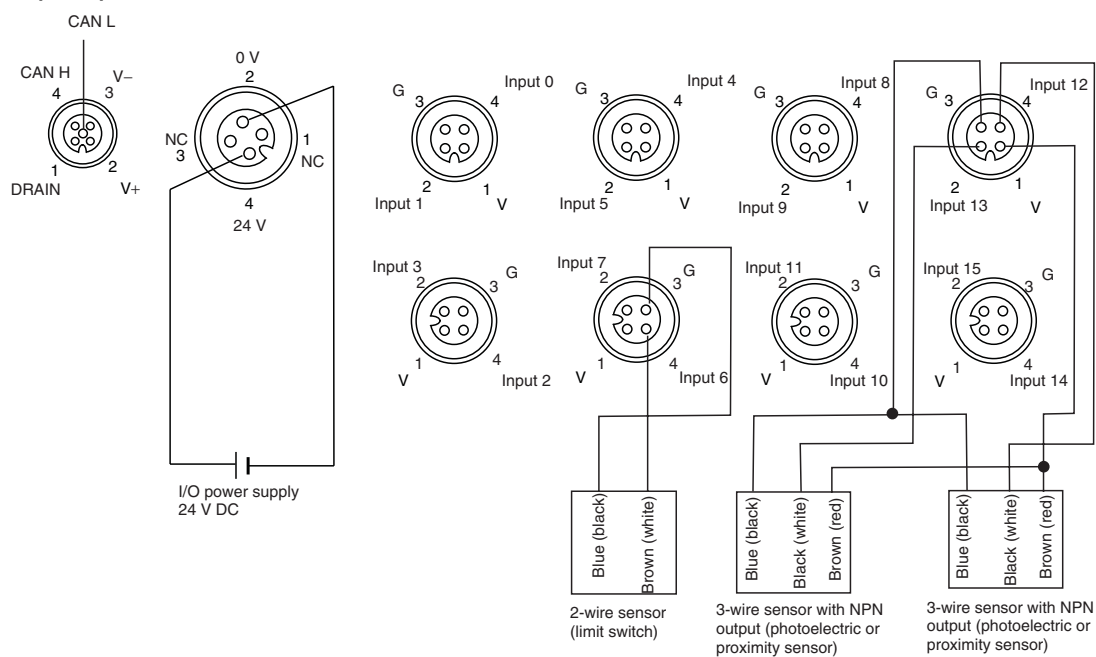 CAN L
CAN H
V–
4
3
1
2
DRAIN
V+
0 V
2
NC
3
1
NC
4
24 V
I/O power supply
24 V DC
G
3
4
Input 0
2
1
Input 1
V
G
3
4
Input 4
2
1
Input 5
V
G
3
4
Input 8
2
1
Input 9
V
G
3
4
Input 12
2
1
Input 13
V
Input 3
2
3
G
V
1
4
Input 2
Input 7
2
3
G
V
1
4
Input 6
Input 11
2
3
G
V
1
4
Input 10
Input 15
2
3
G
V
1
4
Input 14
Blue (black)
Brown (white)
2-wire sensor
(limit switch)
Blue (black)
Black (white)
Brown (red)
3-wire sensor with NPN
output (photoelectric or
proximity sensor)
Blue (black)
Black (white)
Brown (red)
3-wire sensor with NPN
output (photoelectric or
proximity sensor)